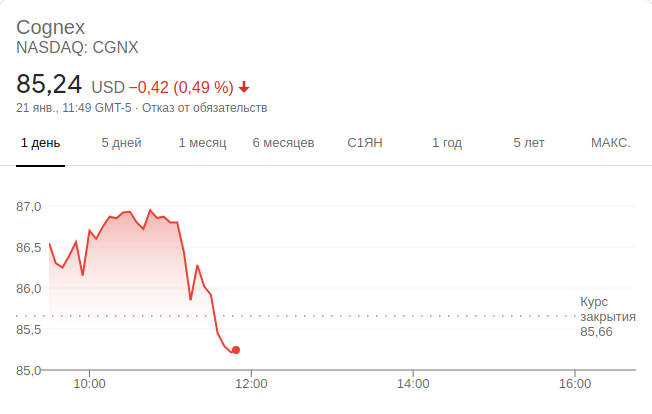 Cognex
NASDAQ: CGNX
85,24 USD −0,42 (0,49 %)
21 янв., 11:49 GMT-5 · Отказ от обязательств
1 день 5 дней 1 месяц 6 месяцев С1ЯН 1 год 5 лет МАКС.
87,0
86,5
86,0
Курс
закрытия
85,66
85,5
85,0
10:00 12:00 14:00 16:00